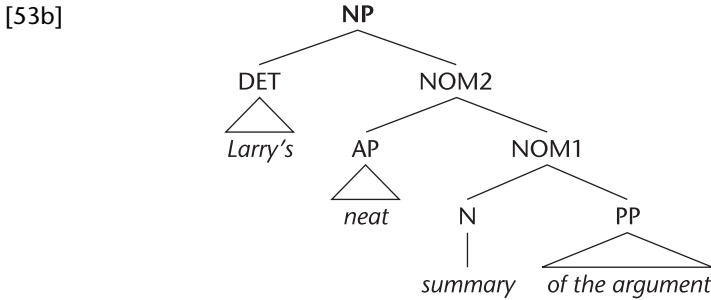 [53b] NP
DET NOM2
Larry's AP NOM1
neat N PP
summary of the argument